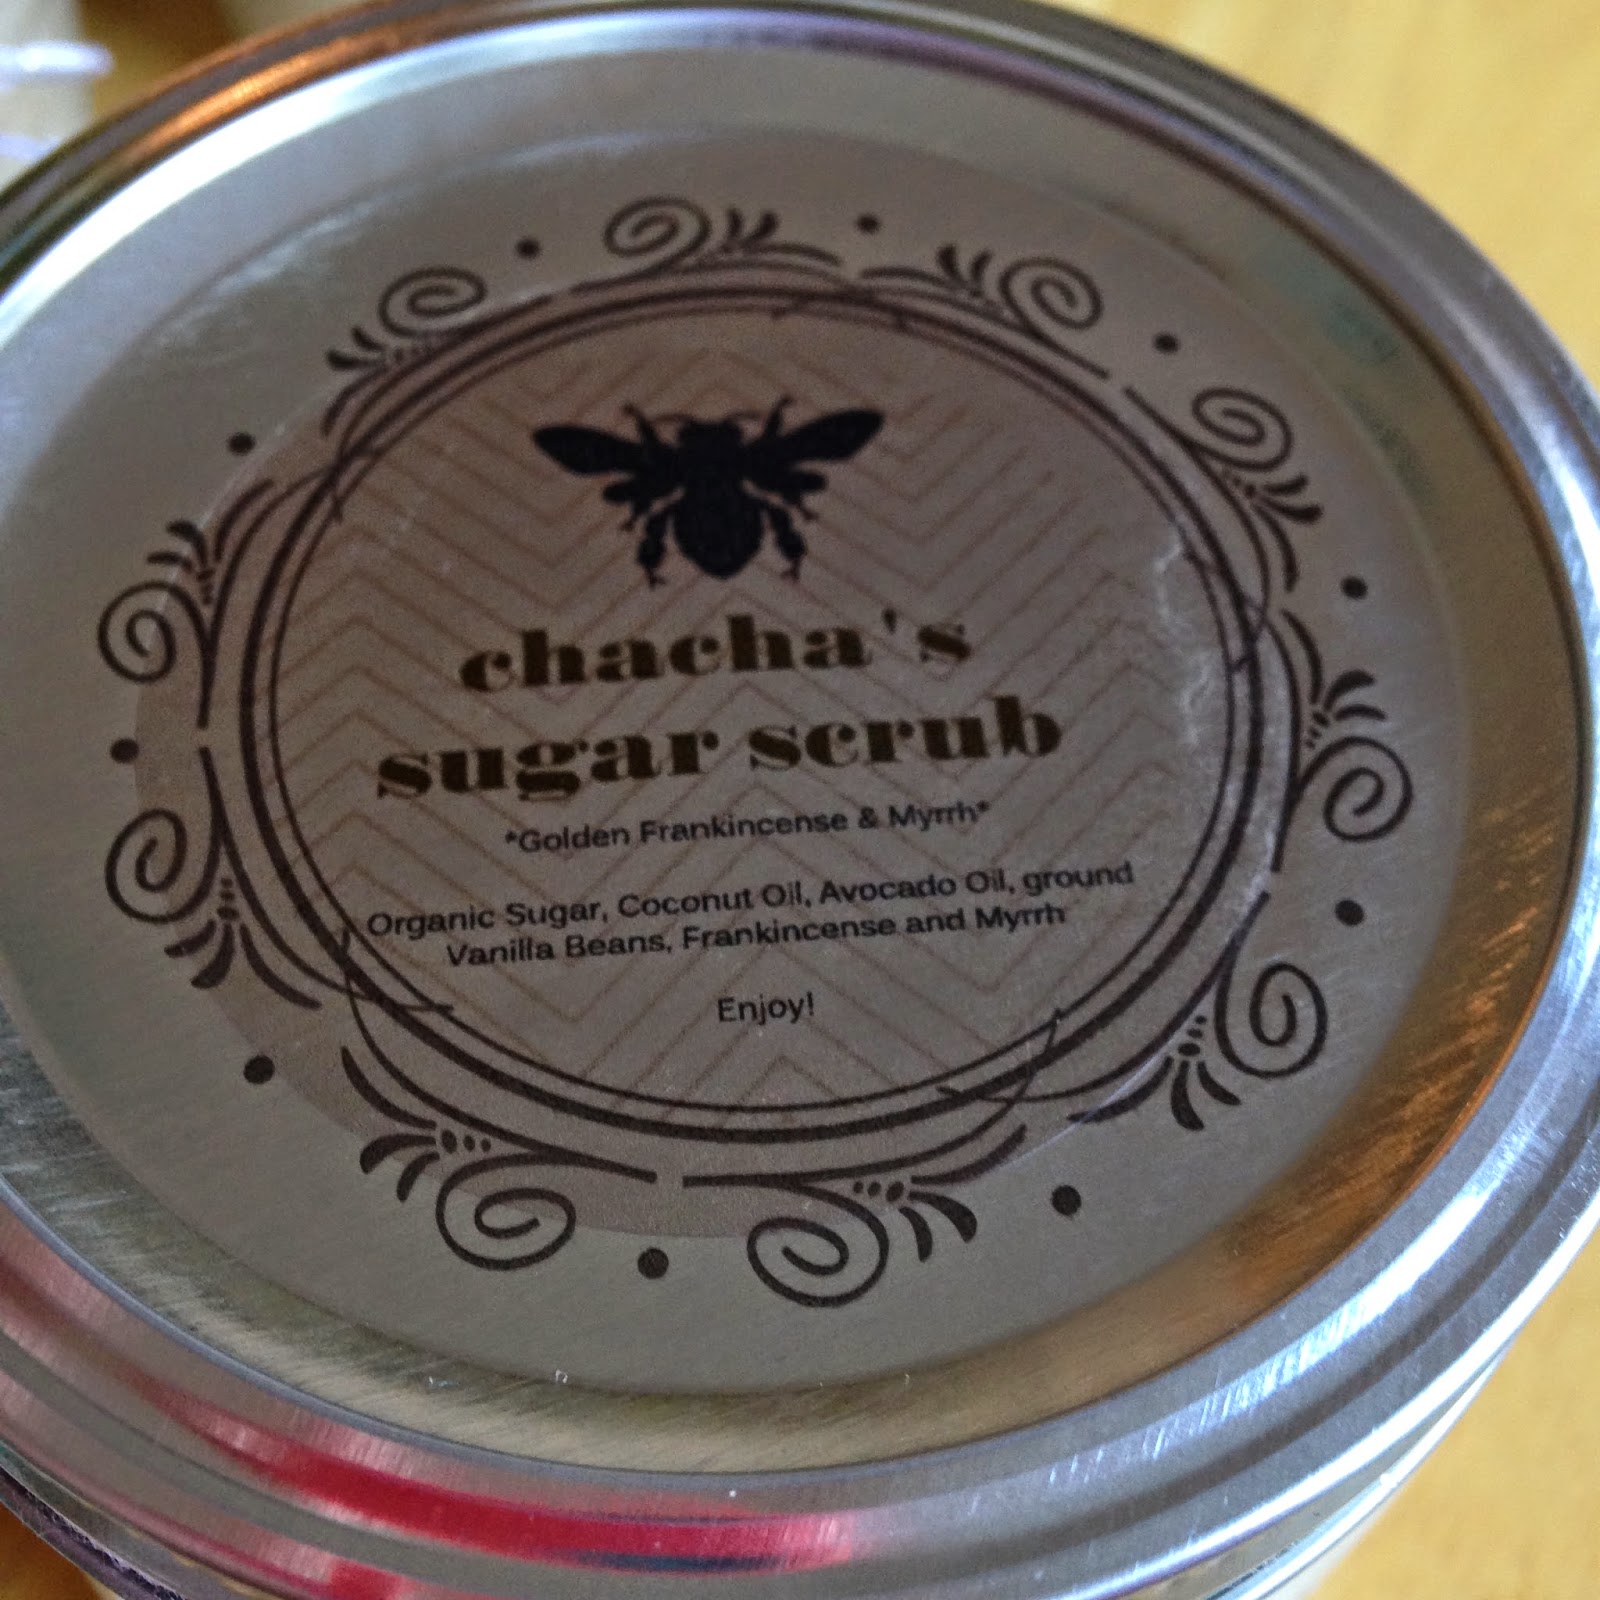 chacha's
sugar scrub
*Golden Frankincense & Myrrh*
Organic Sugar, Coconut Oil, Avocado Oil, ground
Vanilla Beans, Frankincense and Myrrh
Enjoy!